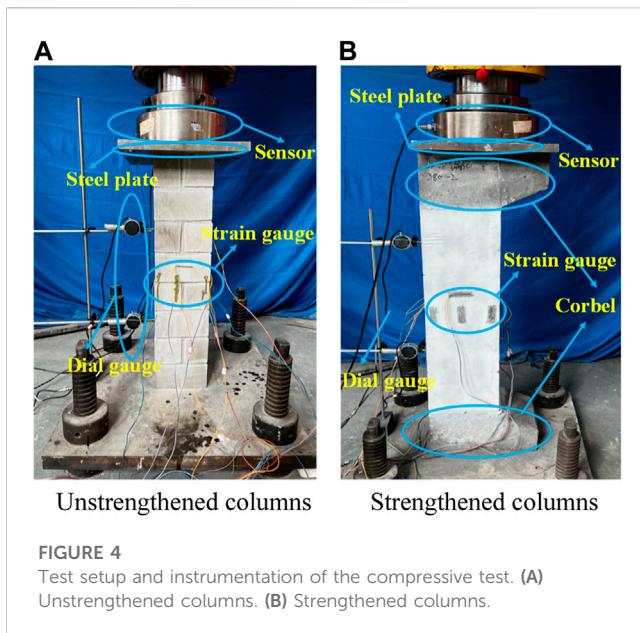 A
B
Steel plate
Sensor
Steel plate
Sensor
Strain gauge
Strain gauge
Corbel
Dial gauge
Dial gauge
Unstrengthened columns
Strengthened columns
FIGURE 4
Test setup and instrumentation of the compressive test. (A)
Unstrengthened columns. (B) Strengthened columns.